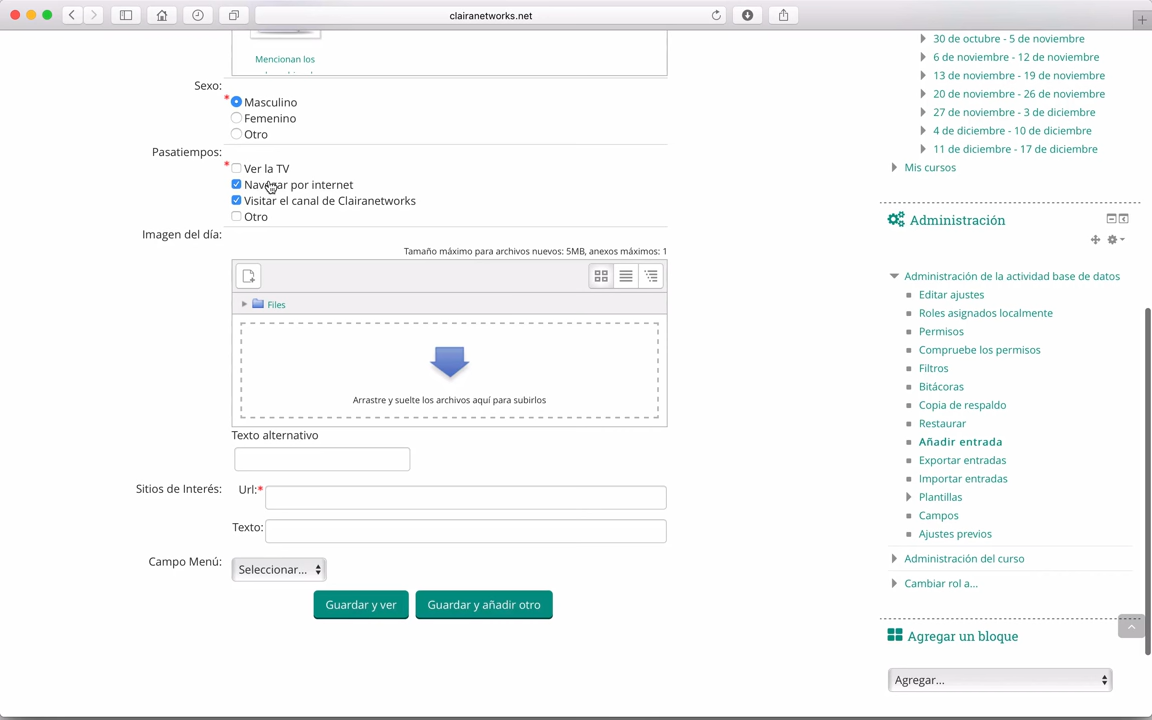 clairanetworks.net
Mencionan los
Sexo:
Masculino
Femenino
Otro
Pasatiempos:
Ver la TV
Navegar por internet
Visitar el canal de Clairanetworks
Otro
Imagen del día:
Tamaño máximo para archivos nuevos: 5MB, anexos máximos: 1
Files
Arrastre y suelte los archivos aquí para subirlos
Texto alternativo
Sitios de Interés:
Url:*
Texto:
Campo Menú:
Seleccionar...
Guardar y ver
Guardar y añadir otro
30 de octubre - 5 de noviembre
6 de noviembre - 12 de noviembre
13 de noviembre - 19 de noviembre
20 de noviembre - 26 de noviembre
27 de noviembre - 3 de diciembre
4 de diciembre - 10 de diciembre
11 de diciembre - 17 de diciembre
Mis cursos
Administración
Administración de la actividad base de datos
Editar ajustes
Roles asignados localmente
Permisos
Compruebe los permisos
Filtros
Bitácoras
Copia de respaldo
Restaurar
Añadir entrada
Exportar entradas
Importar entradas
Plantillas
Campos
Ajustes previos
Administración del curso
Cambiar rol a...
Agregar un bloque
Agregar...